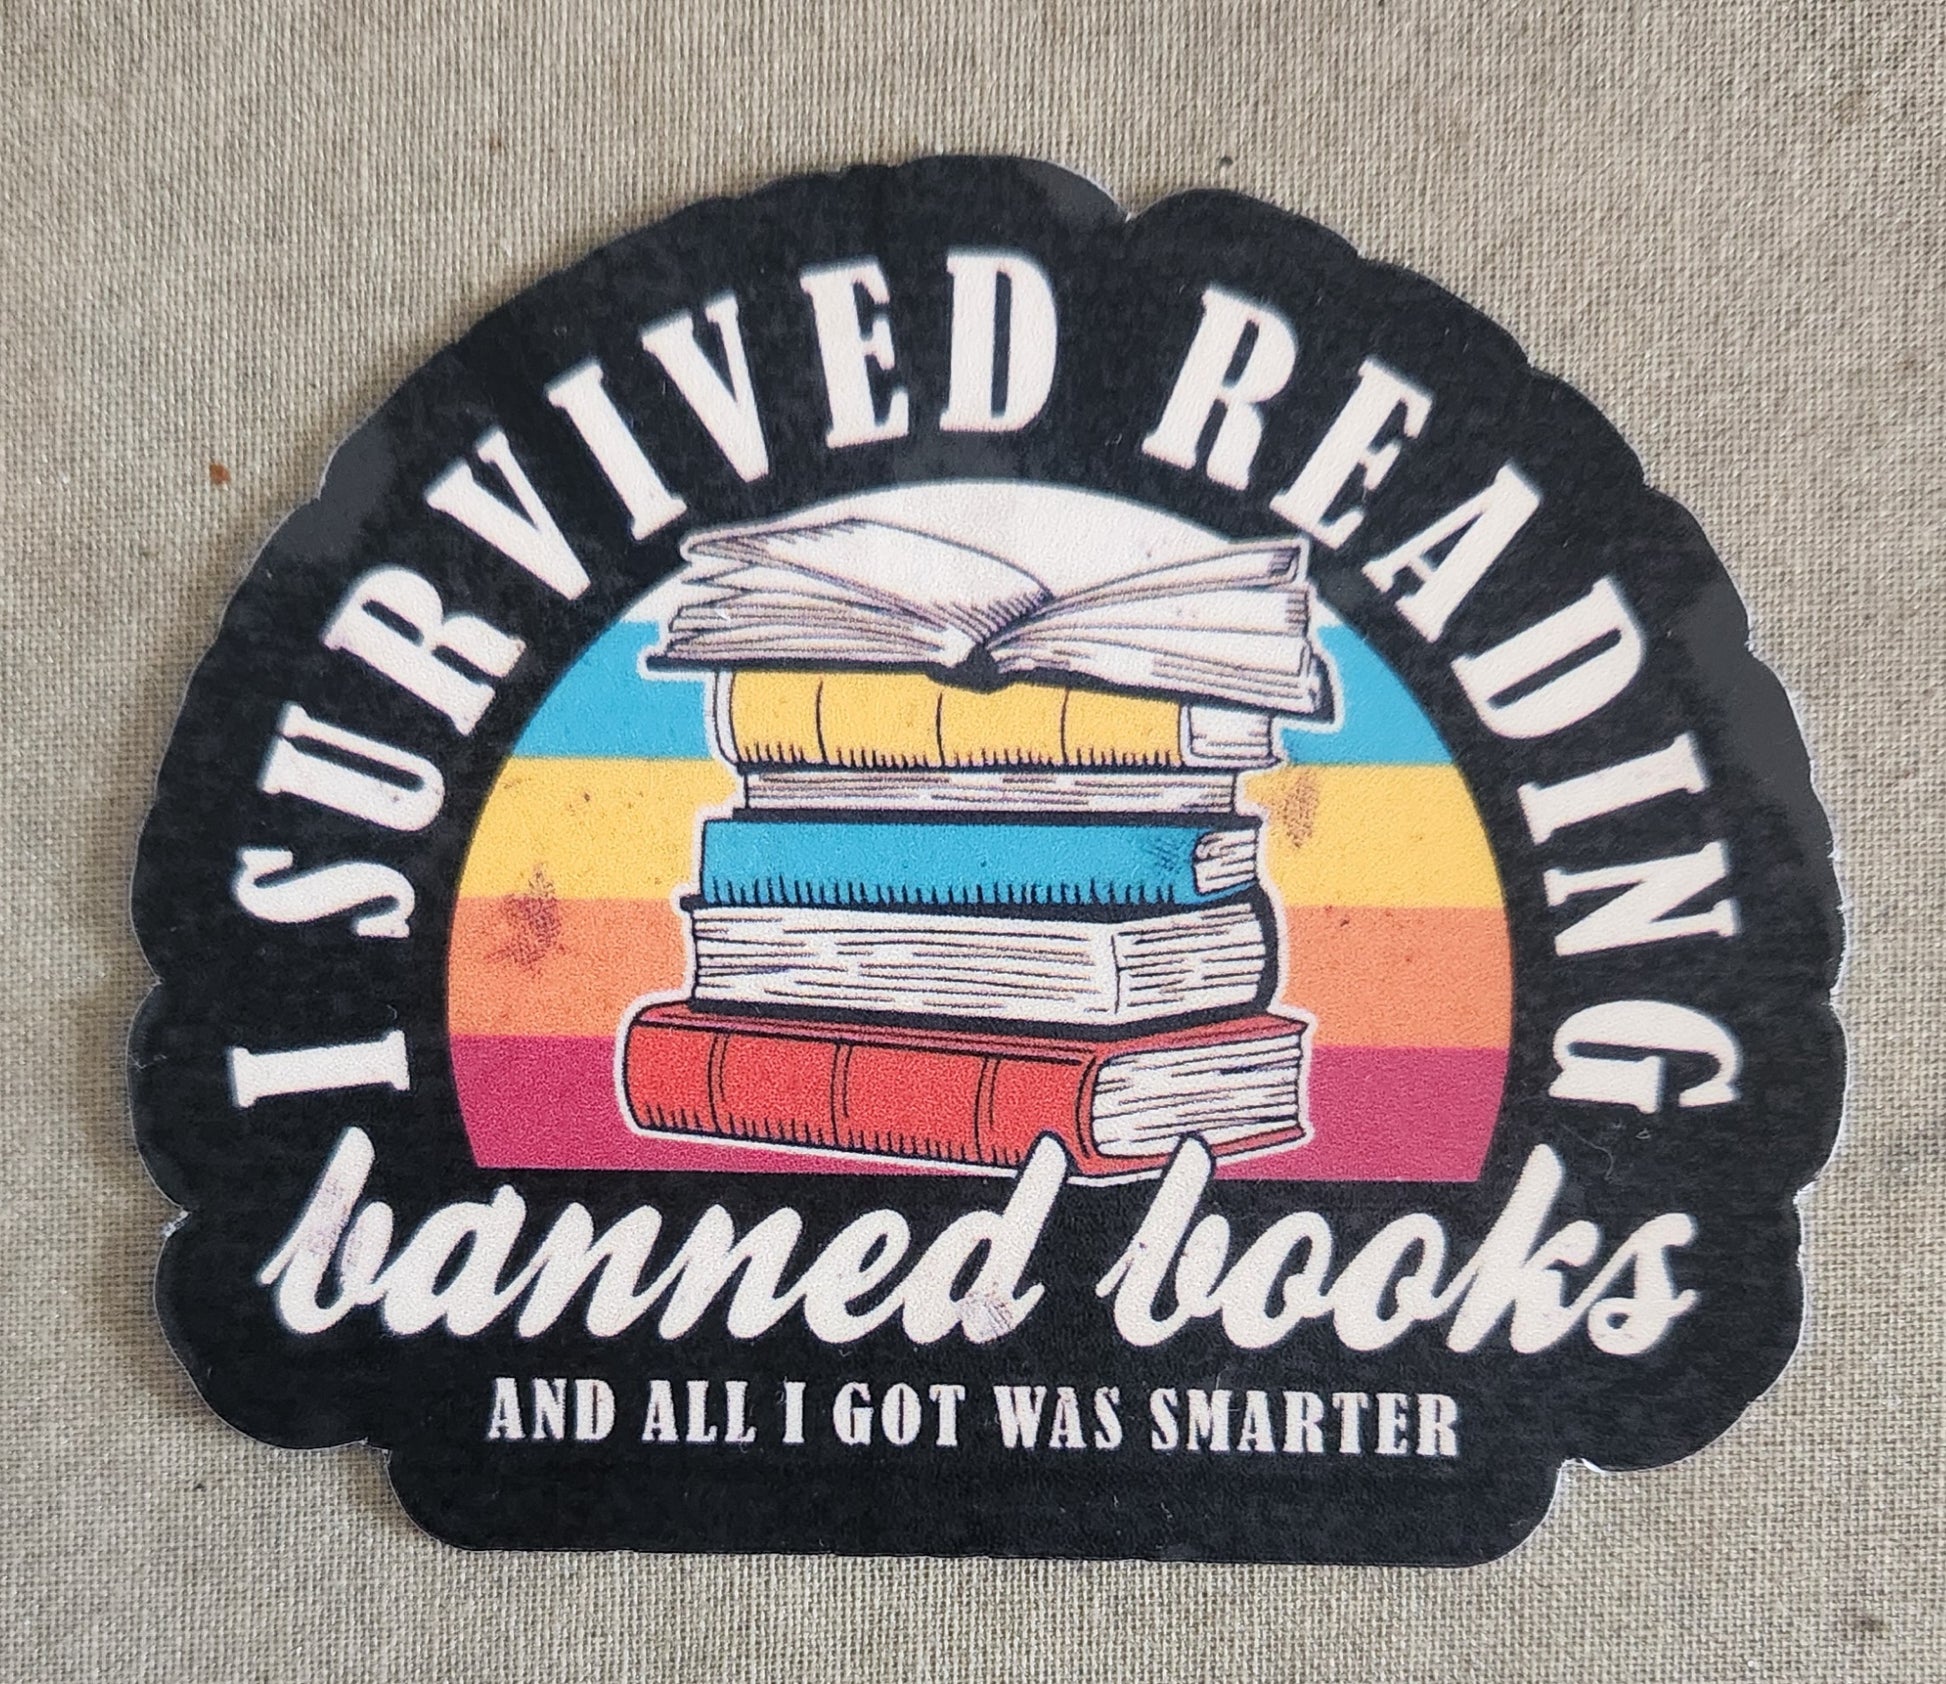 I SURVIVED READING
banned books
AND ALL I GOT WAS SMARTER